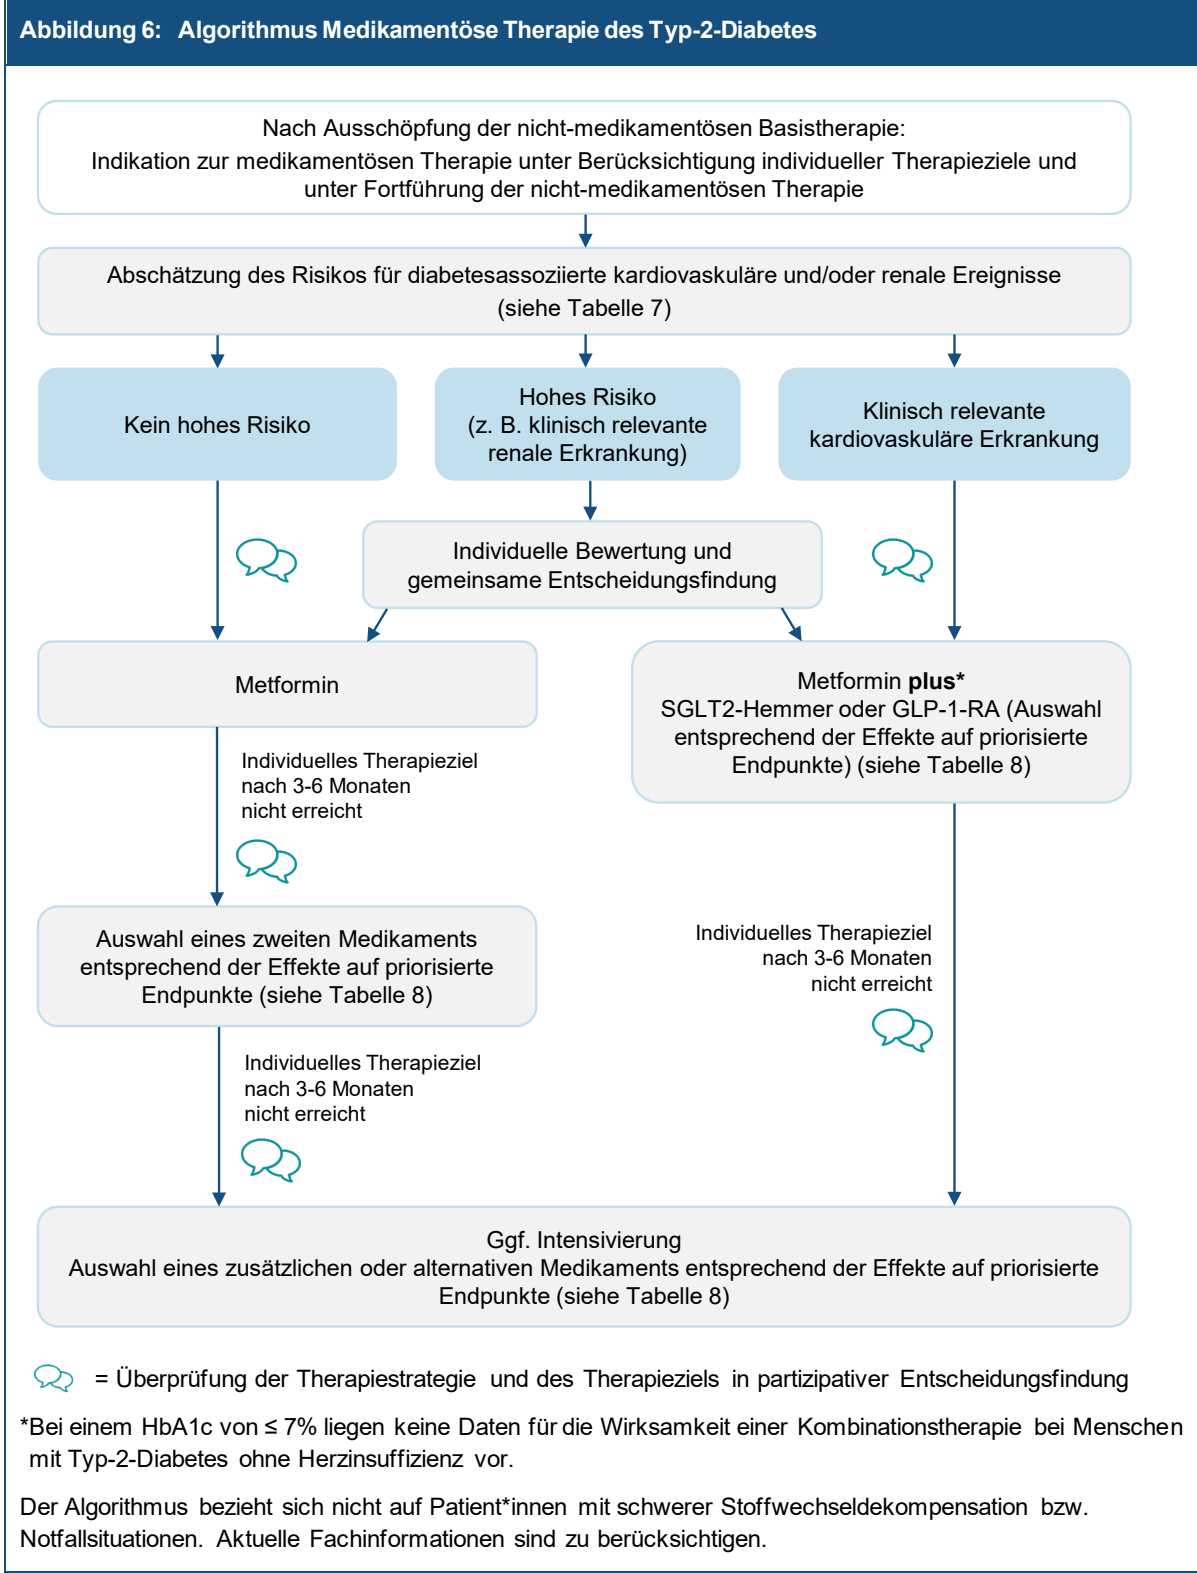 Abbildung 6: Algorithmus Medikamentöse Therapie des Typ-2-Diabetes
Nach Ausschöpfung der nicht-medikamentösen Basistherapie:
Indikation zur medikamentösen Therapie unter Berücksichtigung individueller Therapieziele und
unter Fortführung der nicht-medikamentösen Therapie
Abschätzung des Risikos für diabetesassoziierte kardiovaskuläre und/oder renale Ereignisse
(siehe Tabelle 7)
Kein hohes Risiko
Hohes Risiko
(z. B. klinisch relevante
renale Erkrankung)
Klinisch relevante
kardiovaskuläre Erkrankung
Individuelle Bewertung und
gemeinsame Entscheidungsfindung
Metformin
Metformin plus*
SGLT2-Hemmer oder GLP-1-RA (Auswahl
entsprechend der Effekte auf priorisierte
Endpunkte) (siehe Tabelle 8)
Individuelles Therapieziel
nach 3-6 Monaten
nicht erreicht
Auswahl eines zweiten Medikaments
entsprechend der Effekte auf priorisierte
Endpunkte (siehe Tabelle 8)
Individuelles Therapieziel
nach 3-6 Monaten
nicht erreicht
Individuelles Therapieziel
nach 3-6 Monaten
nicht erreicht
Ggf. Intensivierung
Auswahl eines zusätzlichen oder alternativen Medikaments entsprechend der Effekte auf priorisierte
Endpunkte (siehe Tabelle 8)
= Überprüfung der Therapiestrategie und des Therapieziels in partizipativer Entscheidungsfindung
*Bei einem HbA1c von ≤ 7% liegen keine Daten für die Wirksamkeit einer Kombinationstherapie bei Menschen
mit Typ-2-Diabetes ohne Herzinsuffizienz vor.
Der Algorithmus bezieht sich nicht auf Patient*innen mit schwerer Stoffwechseldekompensation bzw.
Notfallsituationen. Aktuelle Fachinformationen sind zu berücksichtigen.